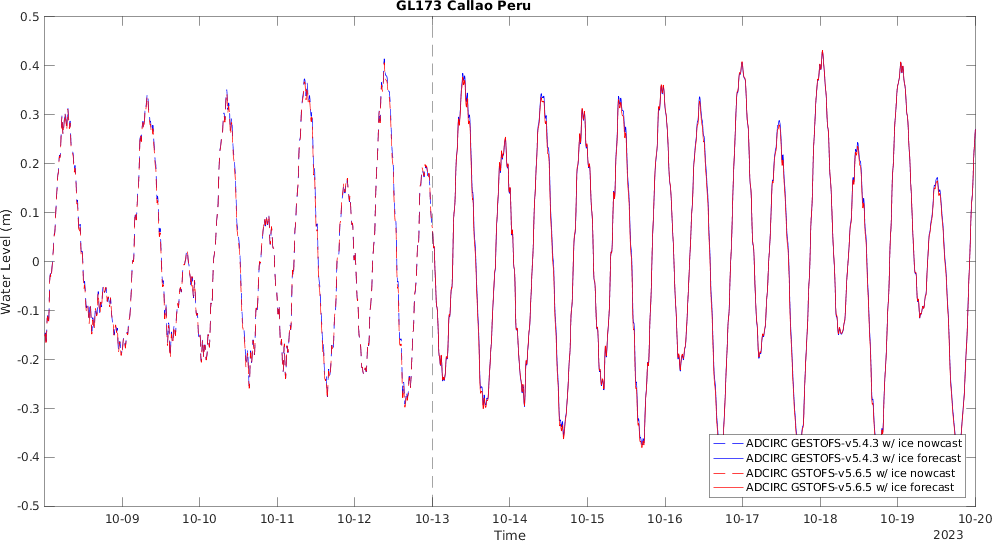 GL173 Callao Peru
0.5
0.4
0.3
0.2
0.1
0
-0.1
-0.2
-0.3
-0.4
-0.5
Water Level (m)
ADCIRC GESTOFS-v5.4.3 w/ ice nowcast
ADCIRC GESTOFS-v5.4.3 w/ ice forecast
ADCIRC GSTOFS-v5.6.5 w/ ice nowcast
ADCIRC GSTOFS-v5.6.5 w/ ice forecast
10-09 10-10 10-11 10-12 10-13 10-14 10-15 10-16 10-17 10-18 10-19 10-20
Time
2023